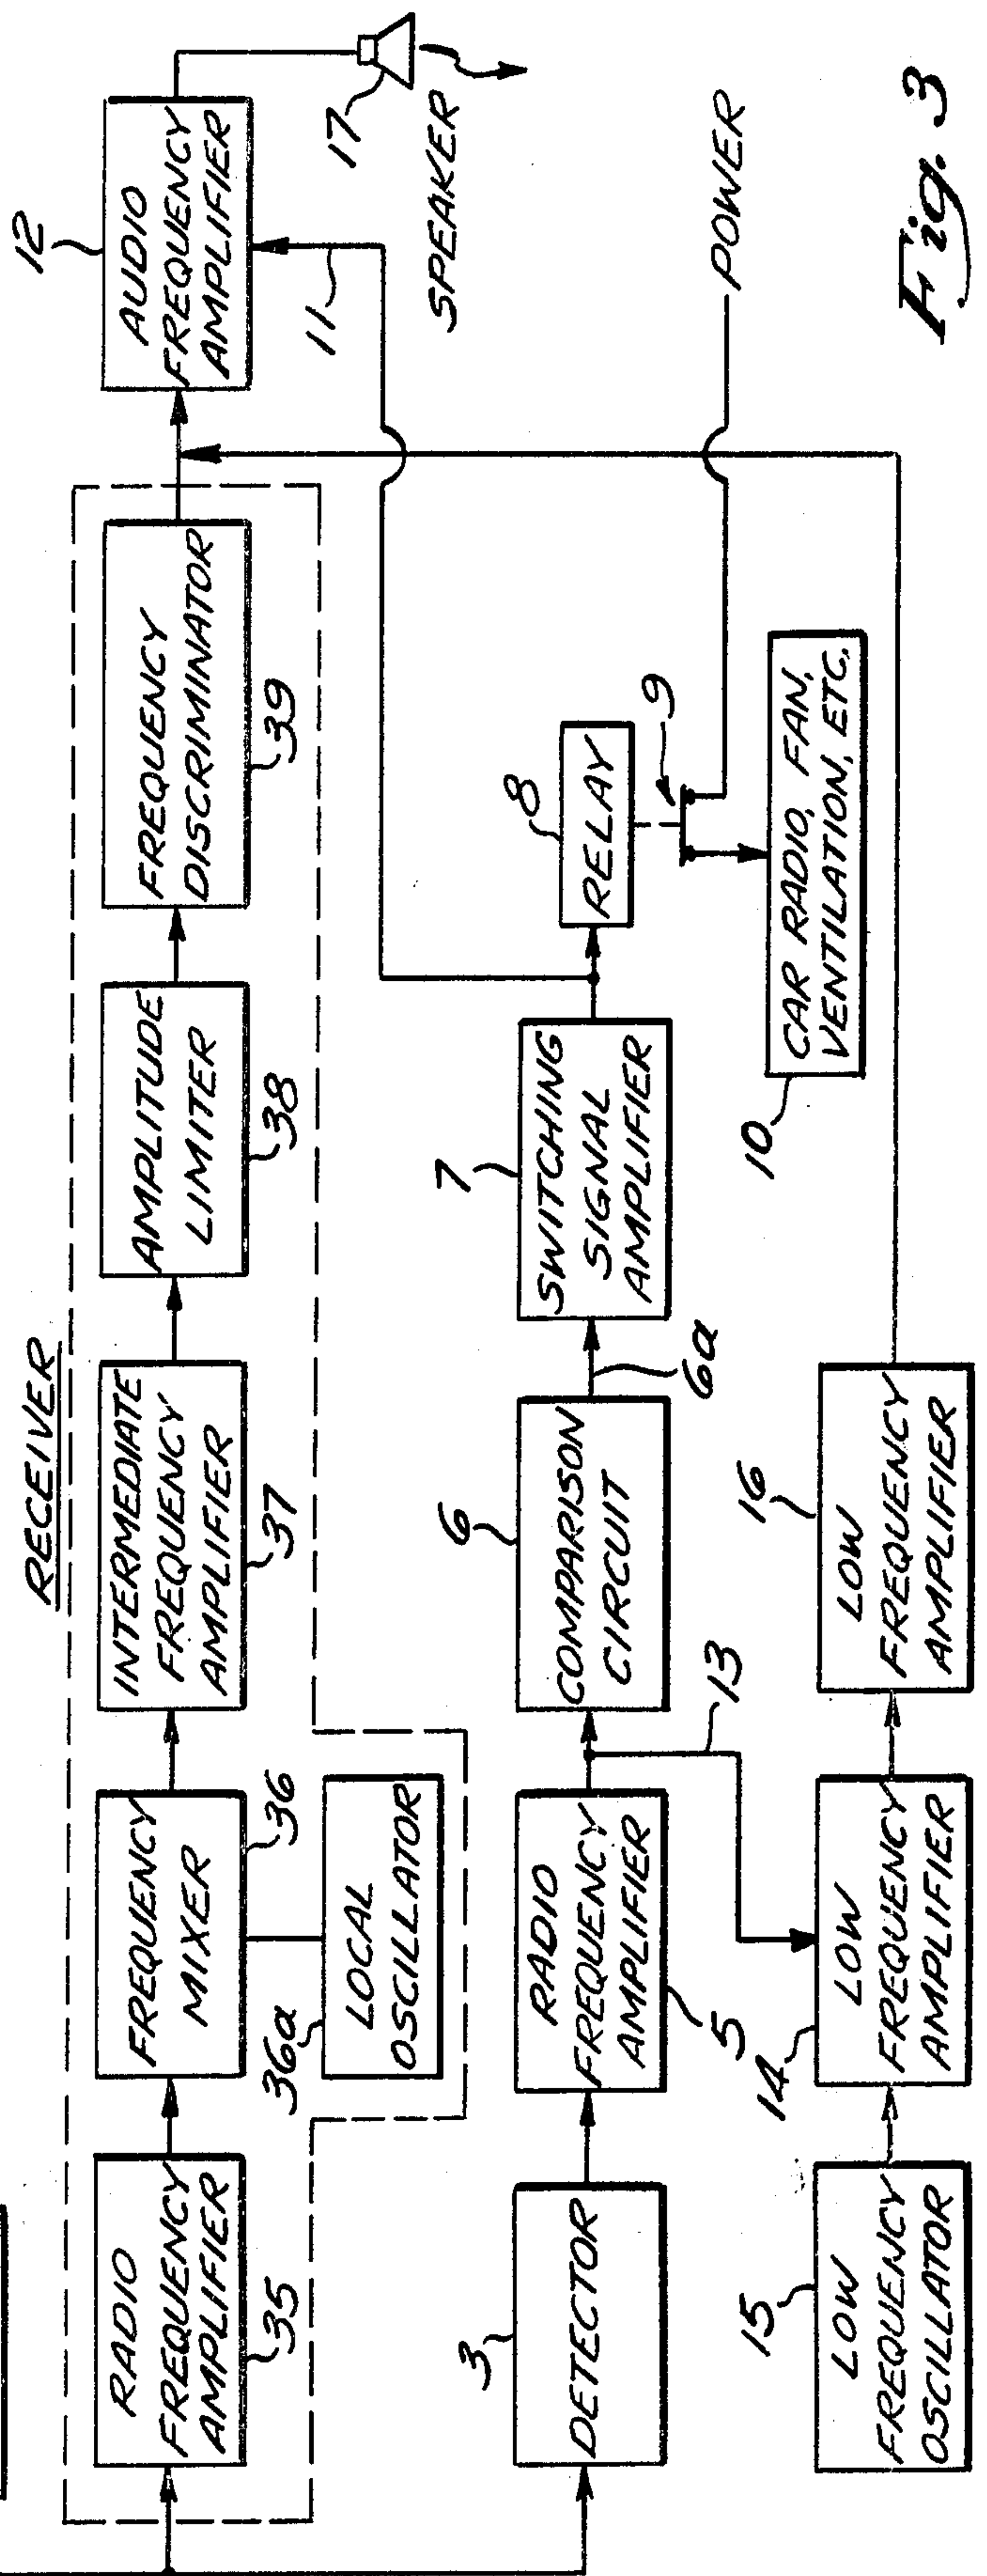 RECEIVER
RADIO
FREQUENCY
AMPLIFIER
35
FREQUENCY
MIXER
36
LOCAL
OSCILLATOR
36a
INTERMEDIATE
FREQUENCY
AMPLIFIER
37
AMPLITUDE
LIMITER
38
FREQUENCY
DISCRIMINATOR
39
12
AUDIO
FREQUENCY
AMPLIFIER
11
17
SPEAKER
3
DETECTOR
RADIO
FREQUENCY
AMPLIFIER
5
6
COMPARISON
CIRCUIT
6a
13
7
SWITCHING
SIGNAL
AMPLIFIER
8
RELAY
9
POWER
10
CAR RADIO, FAN,
VENTILATION, ETC.
15
LOW
FREQUENCY
OSCILLATOR
14
LOW
FREQUENCY
AMPLIFIER
16
LOW
FREQUENCY
AMPLIFIER
Fig. 3